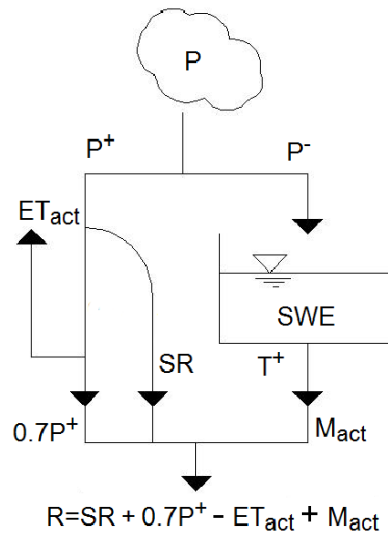 P
P+ P-
ETact
SWE
SR T+
0.7P+ Mact
R=SR + 0.7P+ – ETact + Mact